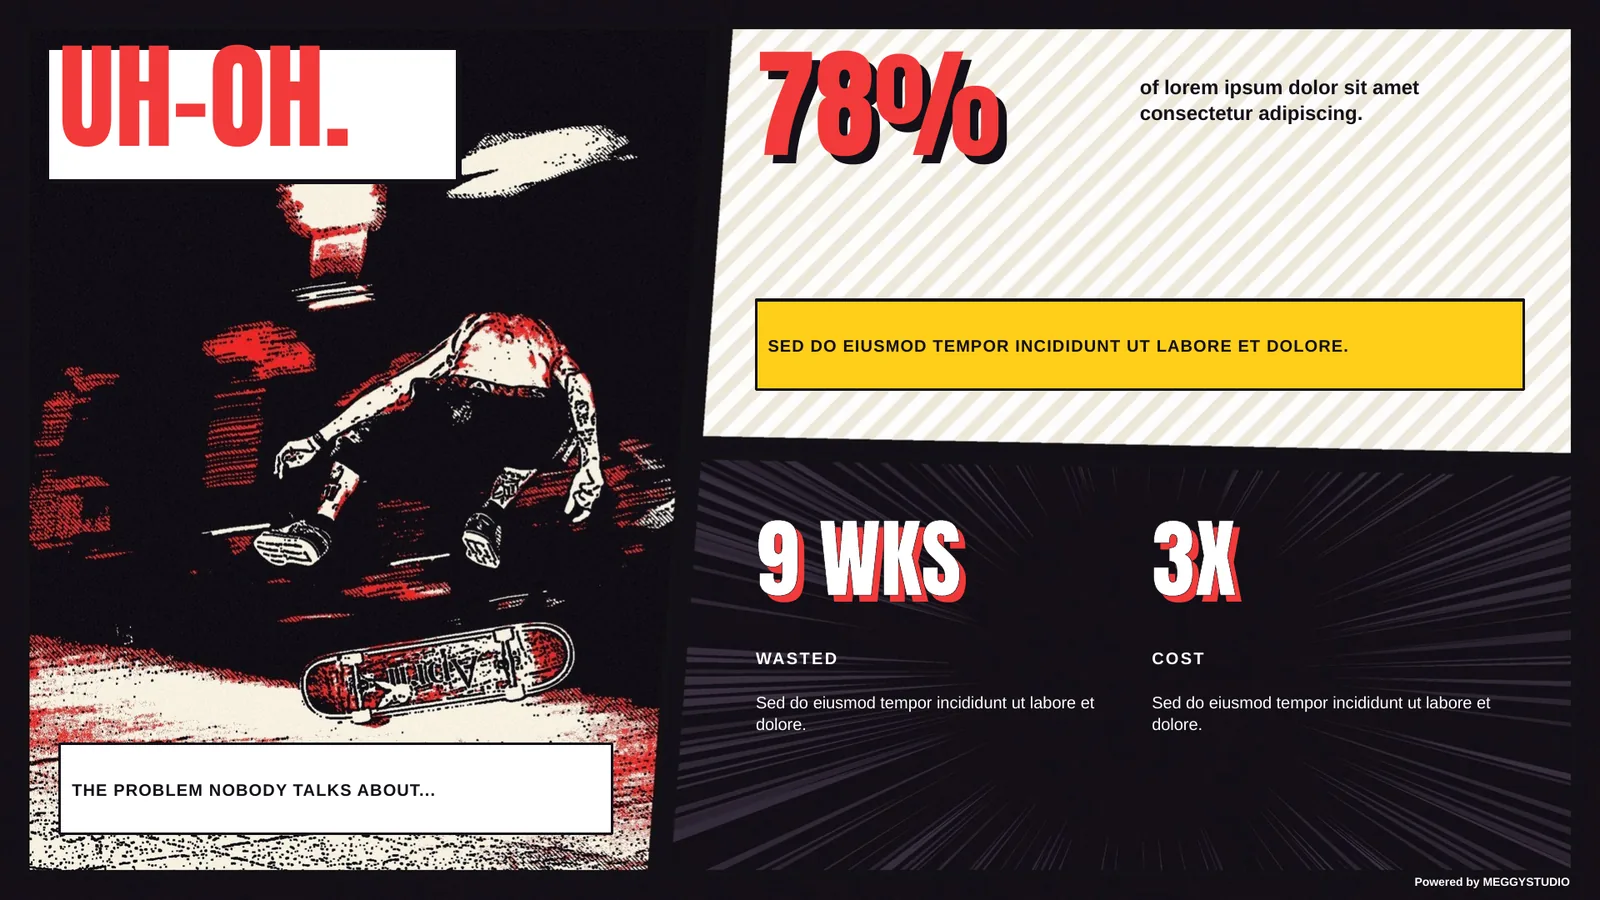 UH-OH.
THE PROBLEM NOBODY TALKS ABOUT...
78%
of lorem ipsum dolor sit amet
consectetur adipiscing.
SED DO EIUSMOD TEMPOR INCIDIDUNT UT LABORE ET DOLORE.
9 WKS
WASTED
Sed do eiusmod tempor incididunt ut labore et
dolore.
3X
COST
Sed do eiusmod tempor incididunt ut labore et
dolore.
Powered by MEGGYSTUDIO